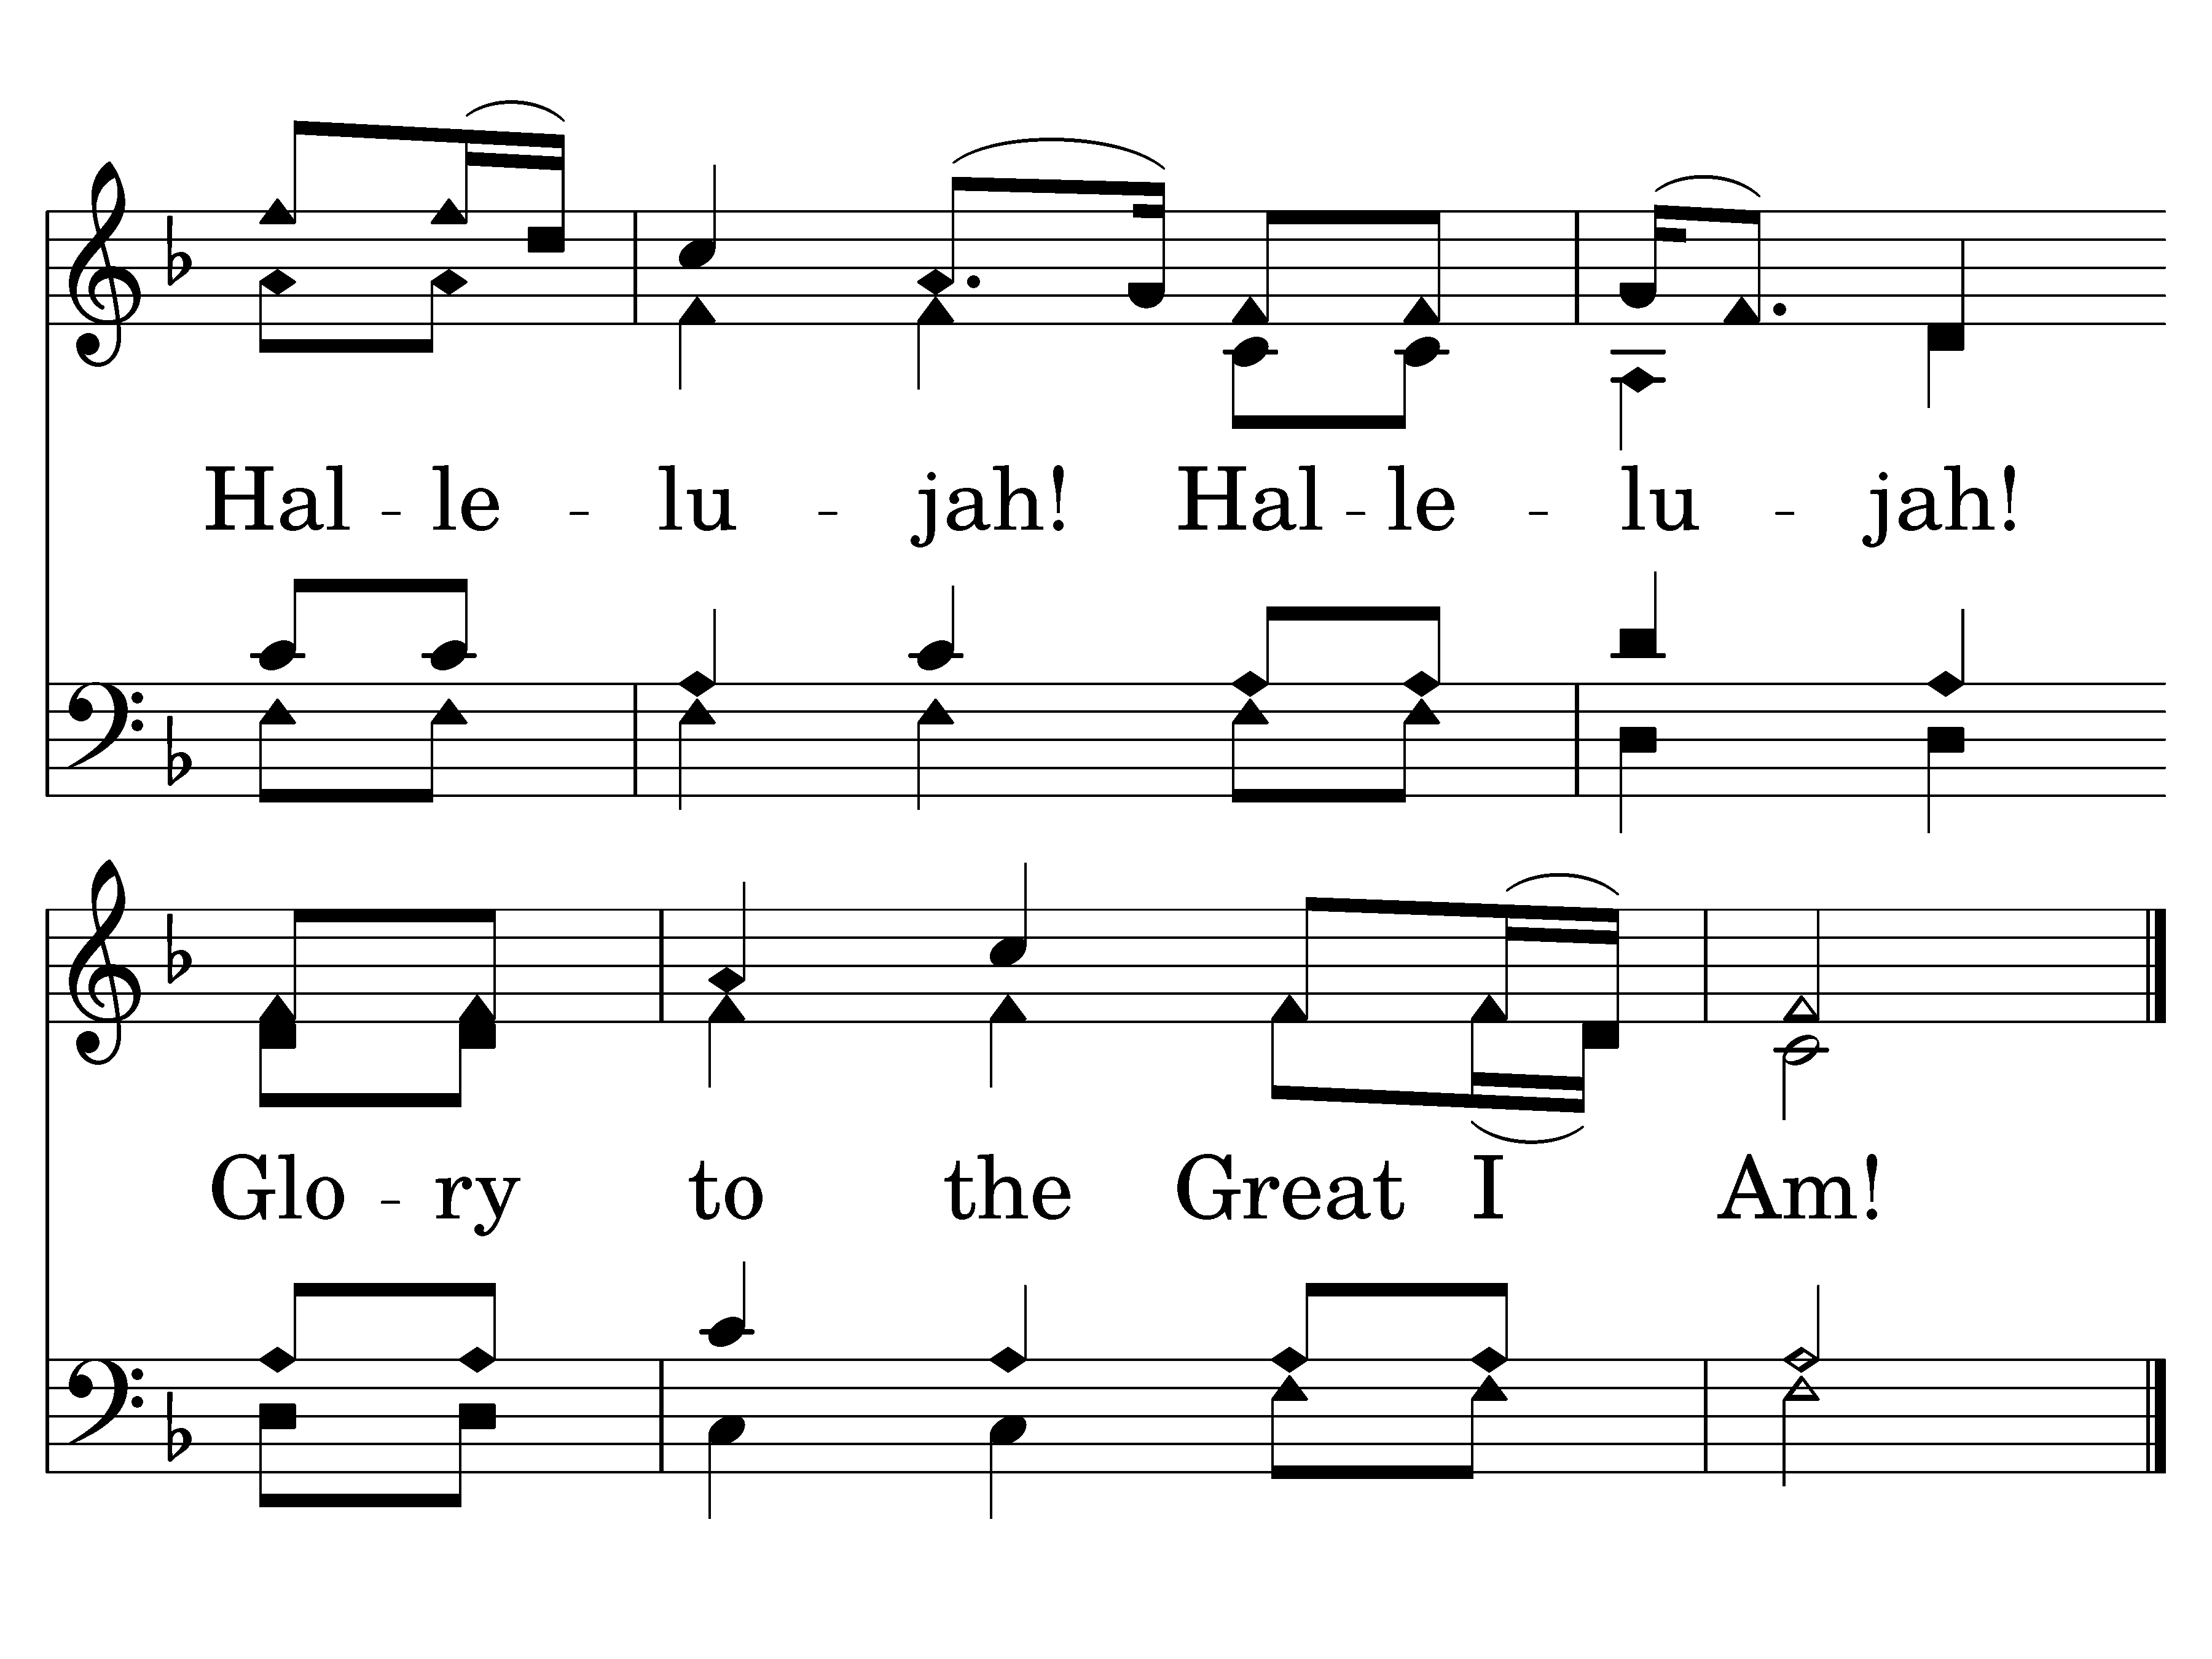 Hal - le - lu - jah! Hal - le - lu - jah!
Glo - ry to the Great I Am!